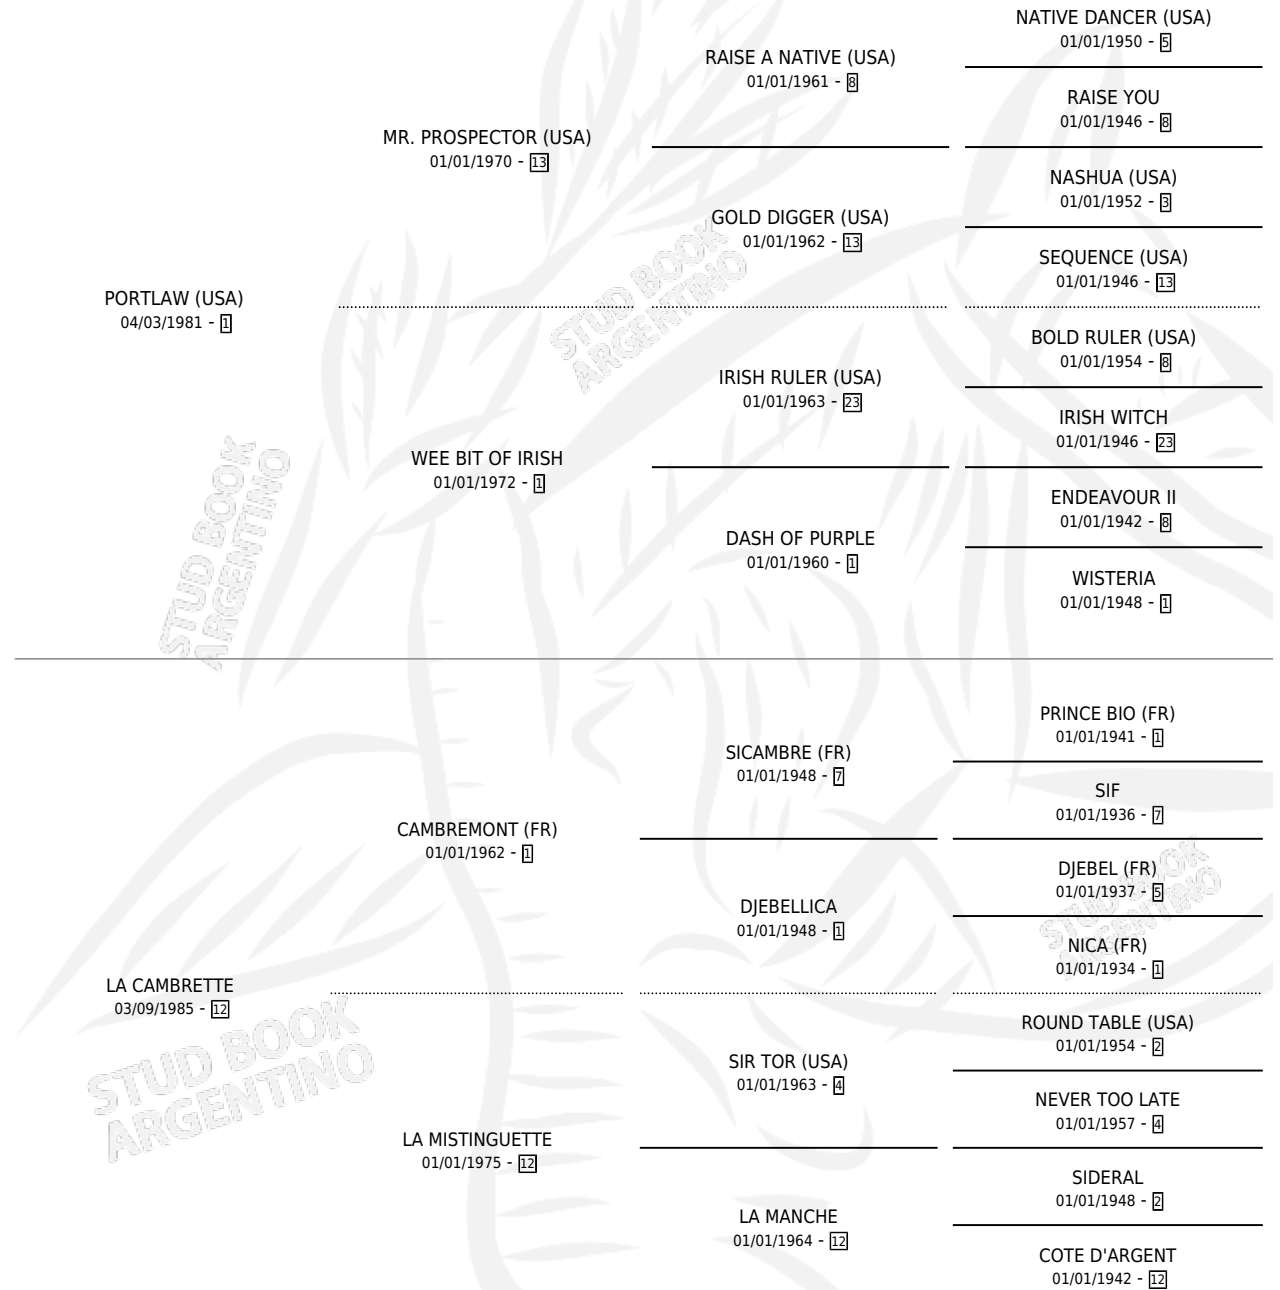 NATIVE DANCER (USA)
01/01/1950 - 5
RAISE A NATIVE (USA)
01/01/1961 - 8
RAISE YOU
01/01/1946 - 8
MR. PROSPECTOR (USA)
01/01/1970 - 13
NASHUA (USA)
01/01/1952 - 3
GOLD DIGGER (USA)
01/01/1962 - 13
SEQUENCE (USA)
01/01/1946 - 13
PORTLAW (USA)
04/03/1981 - 1
STUD BOOK
ARGENTINO
BOLD RULER (USA)
01/01/1954 - 8
IRISH RULER (USA)
01/01/1963 - 23
IRISH WITCH
01/01/1946 - 23
WEE BIT OF IRISH
01/01/1972 - 1
ENDEAVOUR II
01/01/1942 - 8
DASH OF PURPLE
01/01/1960 - 1
WISTERIA
01/01/1948 - 1
STUD BOOK
ARGENTINO
PRINCE BIO (FR)
01/01/1941 - 1
SICAMBRE (FR)
01/01/1948 - 7
SIF
01/01/1936 - 7
CAMBREMONT (FR)
01/01/1962 - 1
DJEBEL (FR)
01/01/1937 - 5
DJEBELLICA
01/01/1948 - 1
STUD BOOK
ARGENTINO
NICA (FR)
01/01/1934 - 1
LA CAMBRETTE
03/09/1985 - 12
ROUND TABLE (USA)
01/01/1954 - 2
SIR TOR (USA)
01/01/1963 - 4
NEVER TOO LATE
01/01/1957 - 4
STUD BOOK
ARGENTINO
LA MISTINGUETTE
01/01/1975 - 12
SIDERAL
01/01/1948 - 2
LA MANCHE
01/01/1964 - 12
COTE D'ARGENT
01/01/1942 - 12